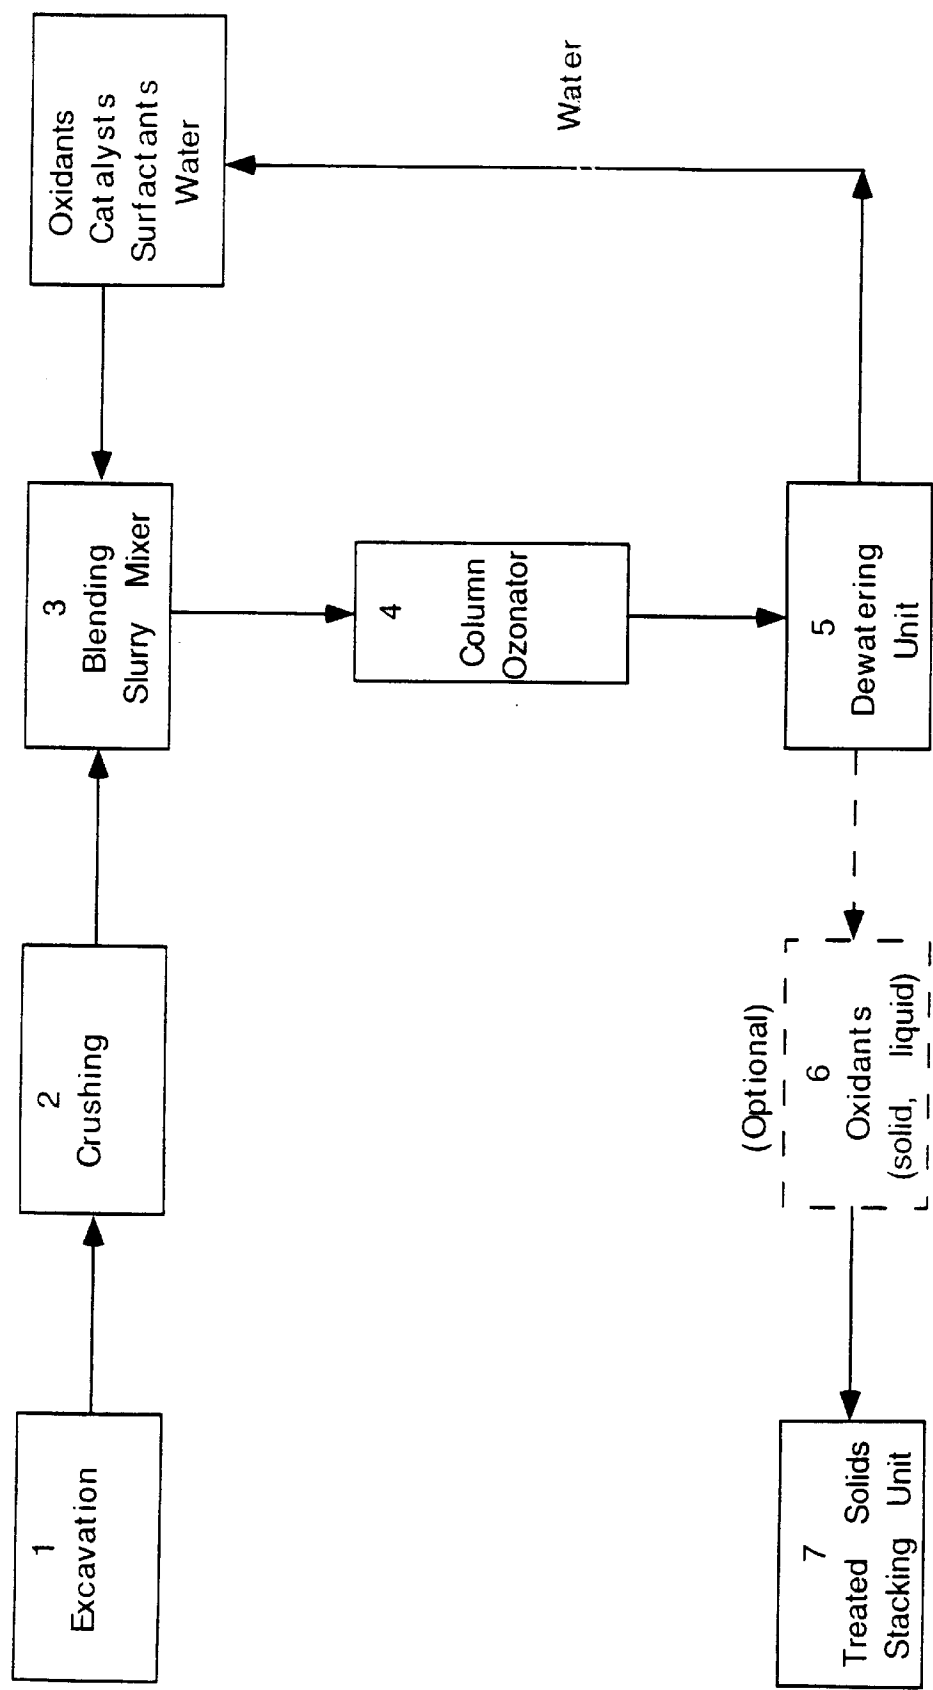 1
Excavation
2
Crushing
3
Blending
Slurry Mixer
Oxidants
Catalysts
Surfactants
Water
4
Column
Ozonator
Water
7
Treated Solids
Stacking Unit
(Optional)
6
Oxidants
(solid, liquid)
5
Dewatering
Unit